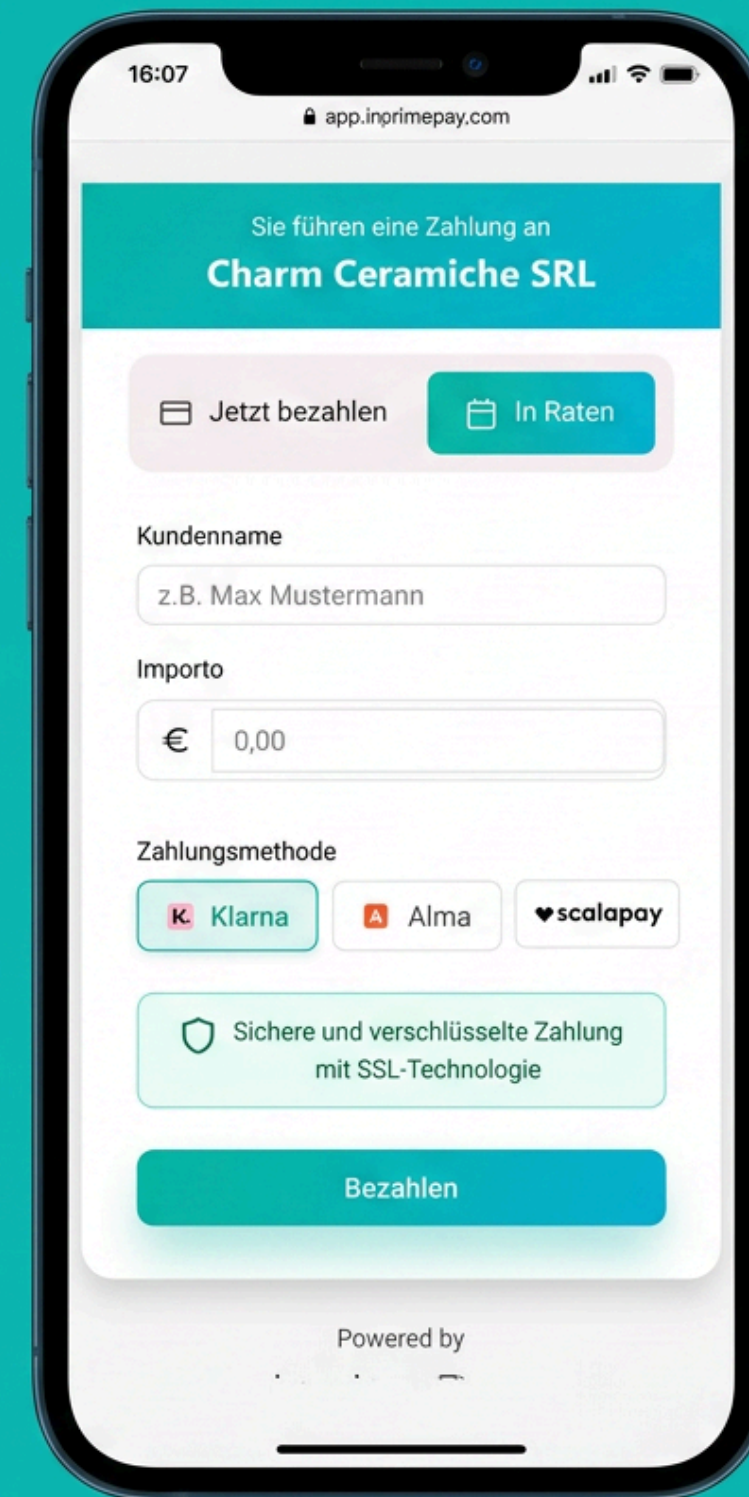 16:07
app.inprimepay.com
Sie führen eine Zahlung an
Charm Ceramiche SRL
Jetzt bezahlen
In Raten
Kundenname
z.B. Max Mustermann
Importo
€ 0,00
Zahlungsmethode
K. Klarna
A Alma
scalapay
Sichere und verschlüsselte Zahlung
mit SSL-Technologie
Bezahlen
Powered by